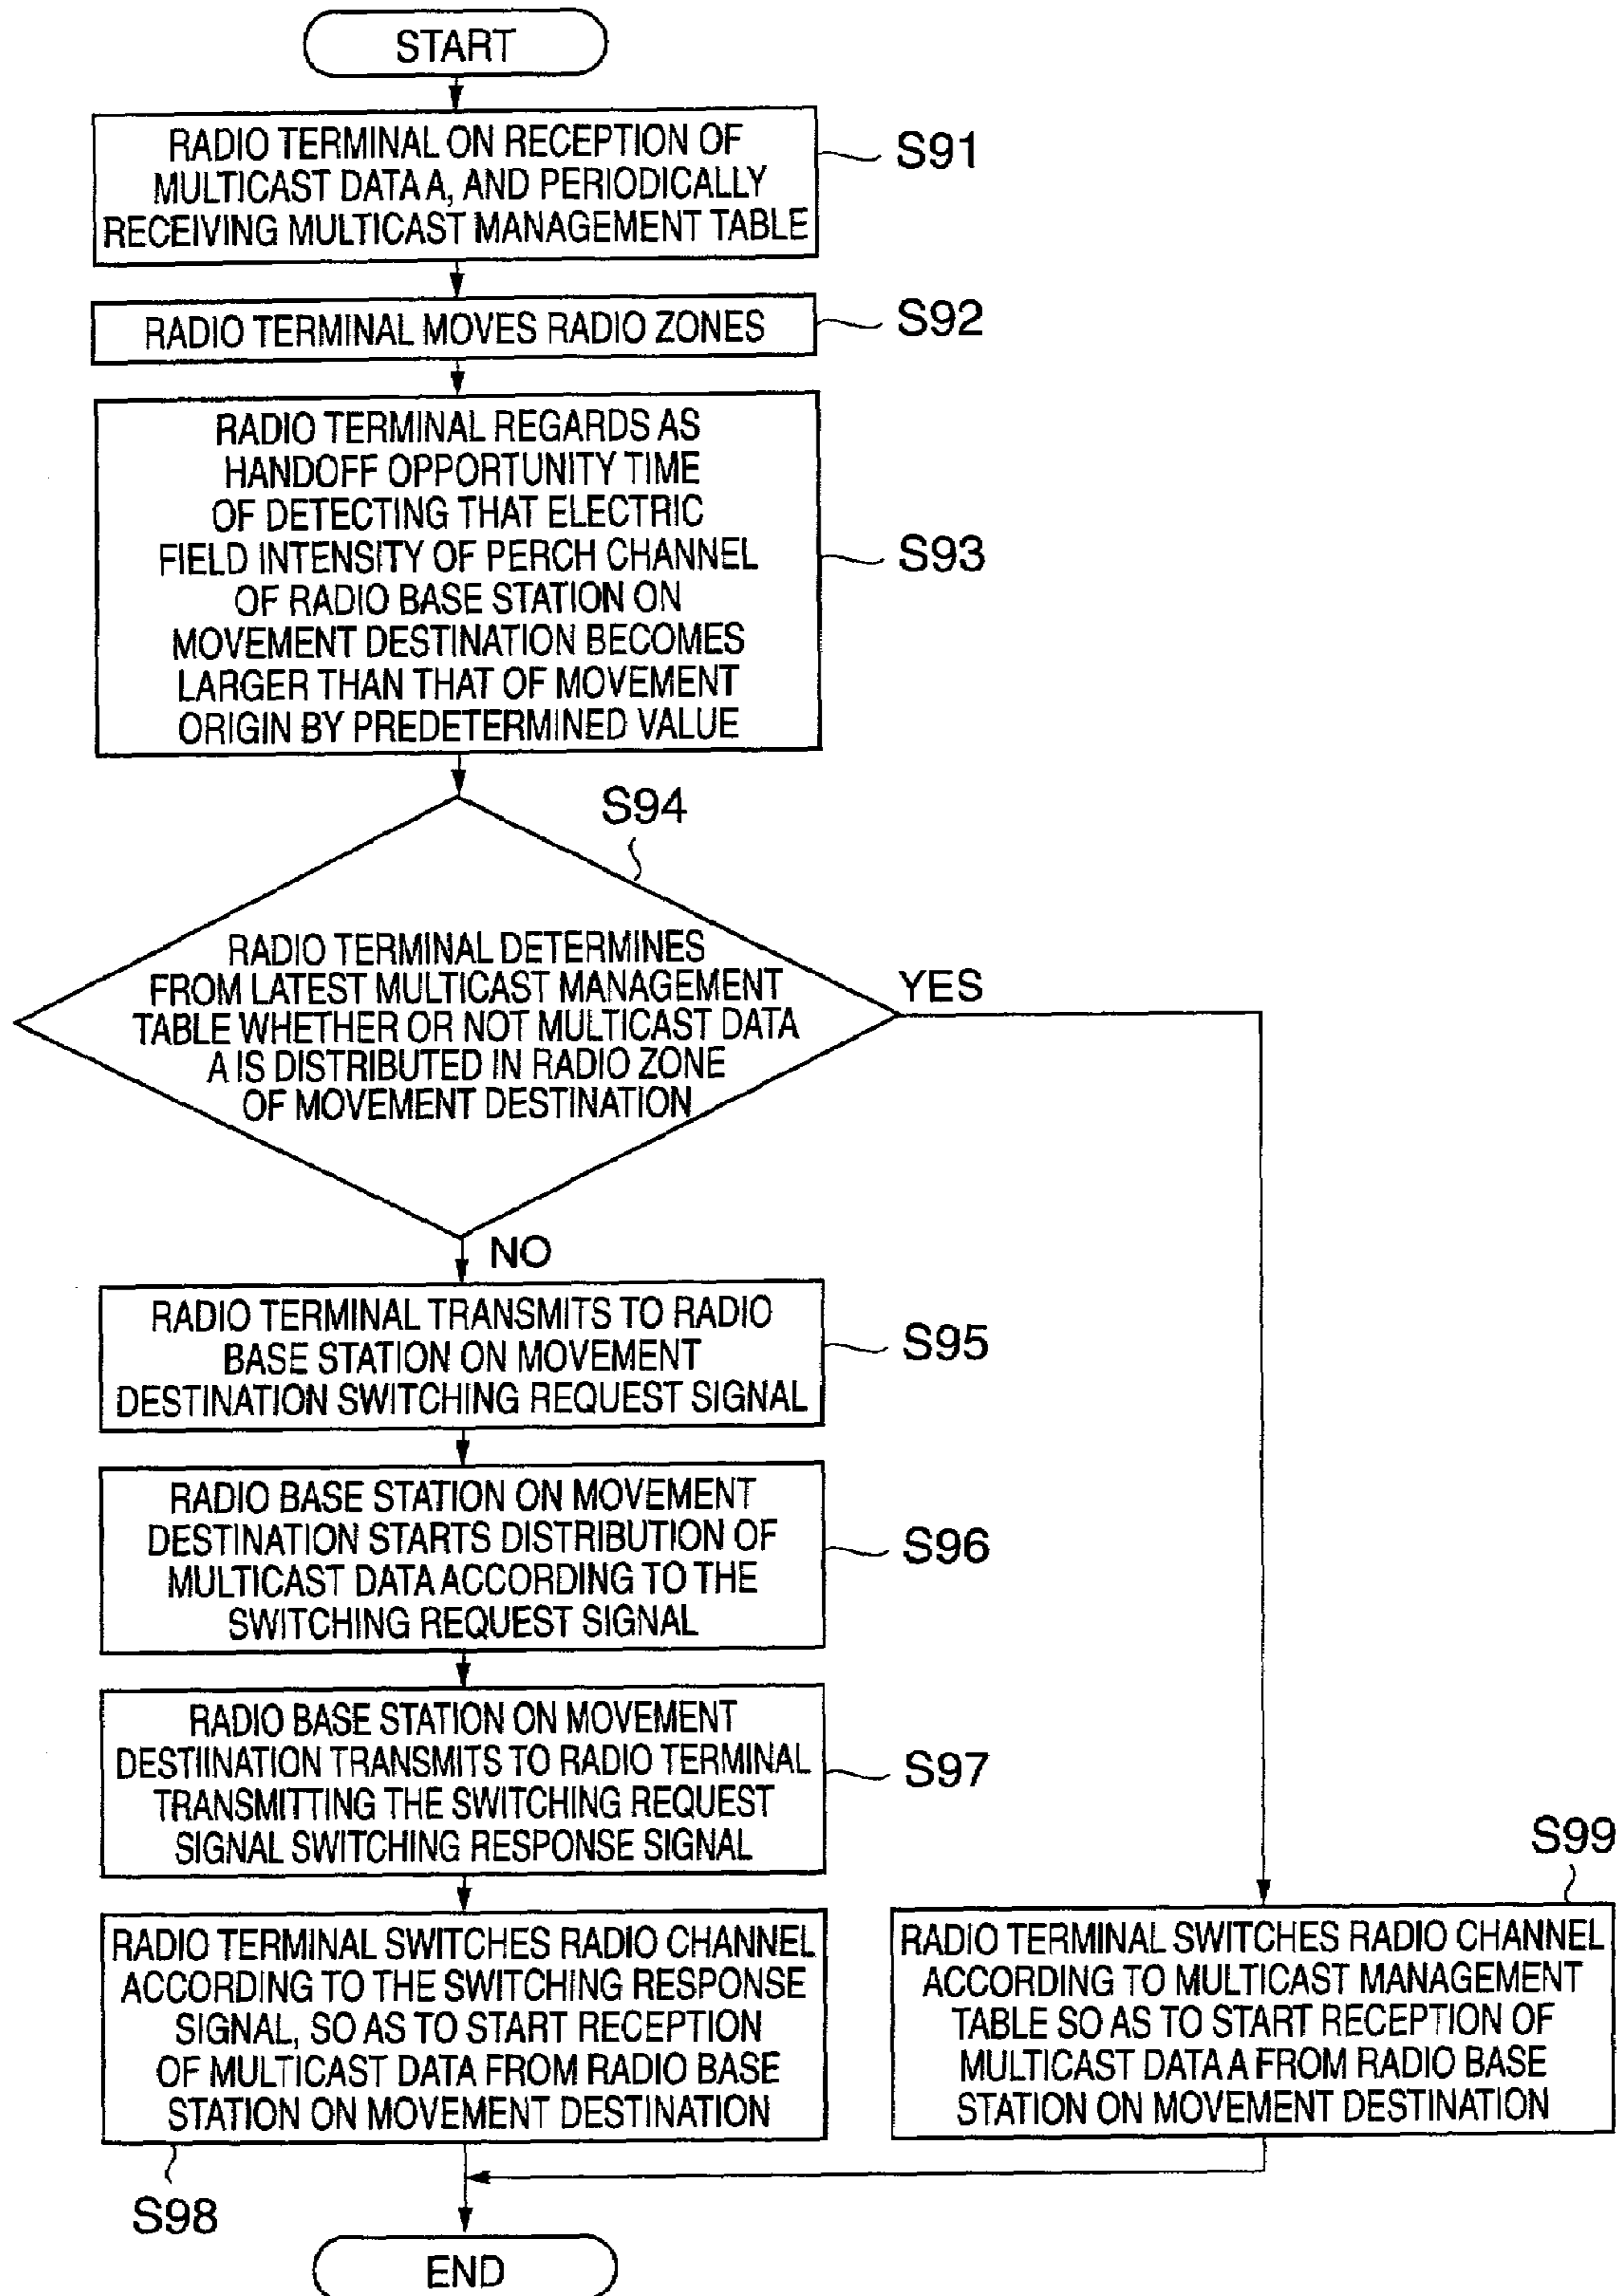 START
RADIO TERMINAL ON RECEPTION OF
MULTICAST DATA A, AND PERIODICALLY
RECEIVING MULTICAST MANAGEMENT TABLE
S91
RADIO TERMINAL MOVES RADIO ZONES
S92
RADIO TERMINAL REGARDS AS
HANDOFF OPPORTUNITY TIME
OF DETECTING THAT ELECTRIC
FIELD INTENSITY OF PERCH CHANNEL
OF RADIO BASE STATION ON
MOVEMENT DESTINATION BECOMES
LARGER THAN THAT OF MOVEMENT
ORIGIN BY PREDETERMINED VALUE
S93
S94
RADIO TERMINAL DETERMINES
FROM LATEST MULTICAST MANAGEMENT
TABLE WHETHER OR NOT MULTICAST DATA
A IS DISTRIBUTED IN RADIO ZONE
OF MOVEMENT DESTINATION
YES
NO
RADIO TERMINAL TRANSMITS TO RADIO
BASE STATION ON MOVEMENT
DESTINATION SWITCHING REQUEST SIGNAL
S95
RADIO BASE STATION ON MOVEMENT
DESTINATION STARTS DISTRIBUTION OF
MULTICAST DATA ACCORDING TO THE
SWITCHING REQUEST SIGNAL
S96
RADIO BASE STATION ON MOVEMENT
DESTIINATION TRANSMITS TO RADIO TERMINAL
TRANSMITTING THE SWITCHING REQUEST
SIGNAL SWITCHING RESPONSE SIGNAL
S97
RADIO TERMINAL SWITCHES RADIO CHANNEL
ACCORDING TO THE SWITCHING RESPONSE
SIGNAL, SO AS TO START RECEPTION
OF MULTICAST DATA FROM RADIO BASE
STATION ON MOVEMENT DESTINATION
S98
S99
RADIO TERMINAL SWITCHES RADIO CHANNEL
ACCORDING TO MULTICAST MANAGEMENT
TABLE SO AS TO START RECEPTION OF
MULTICAST DATA A FROM RADIO BASE
STATION ON MOVEMENT DESTINATION
END